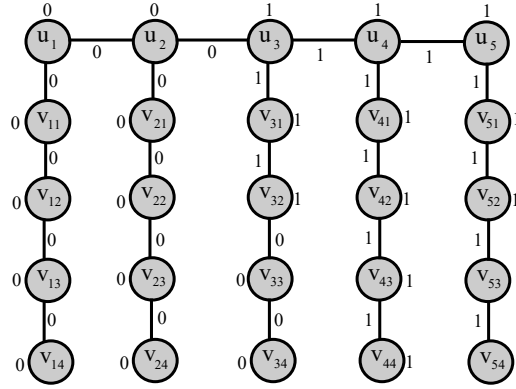 0 0 1 1 1
u₁ u₂ u₃ u₄ u₅
0 0 1 1
0 0 1 1 1
0 v₁₁ 0 v₂₁ v₃₁ 1 v₄₁ 1 v₅₁ 1
0 0 1 1 1
0 v₁₂ 0 v₂₂ v₃₂ 1 v₄₂ 1 v₅₂ 1
0 0 0 1 1
0 v₁₃ 0 v₂₃ 0 v₃₃ v₄₃ 1 v₅₃
0 0 0 1 1
0 v₁₄ 0 v₂₄ 0 v₃₄ v₄₄ 1 v₅₄